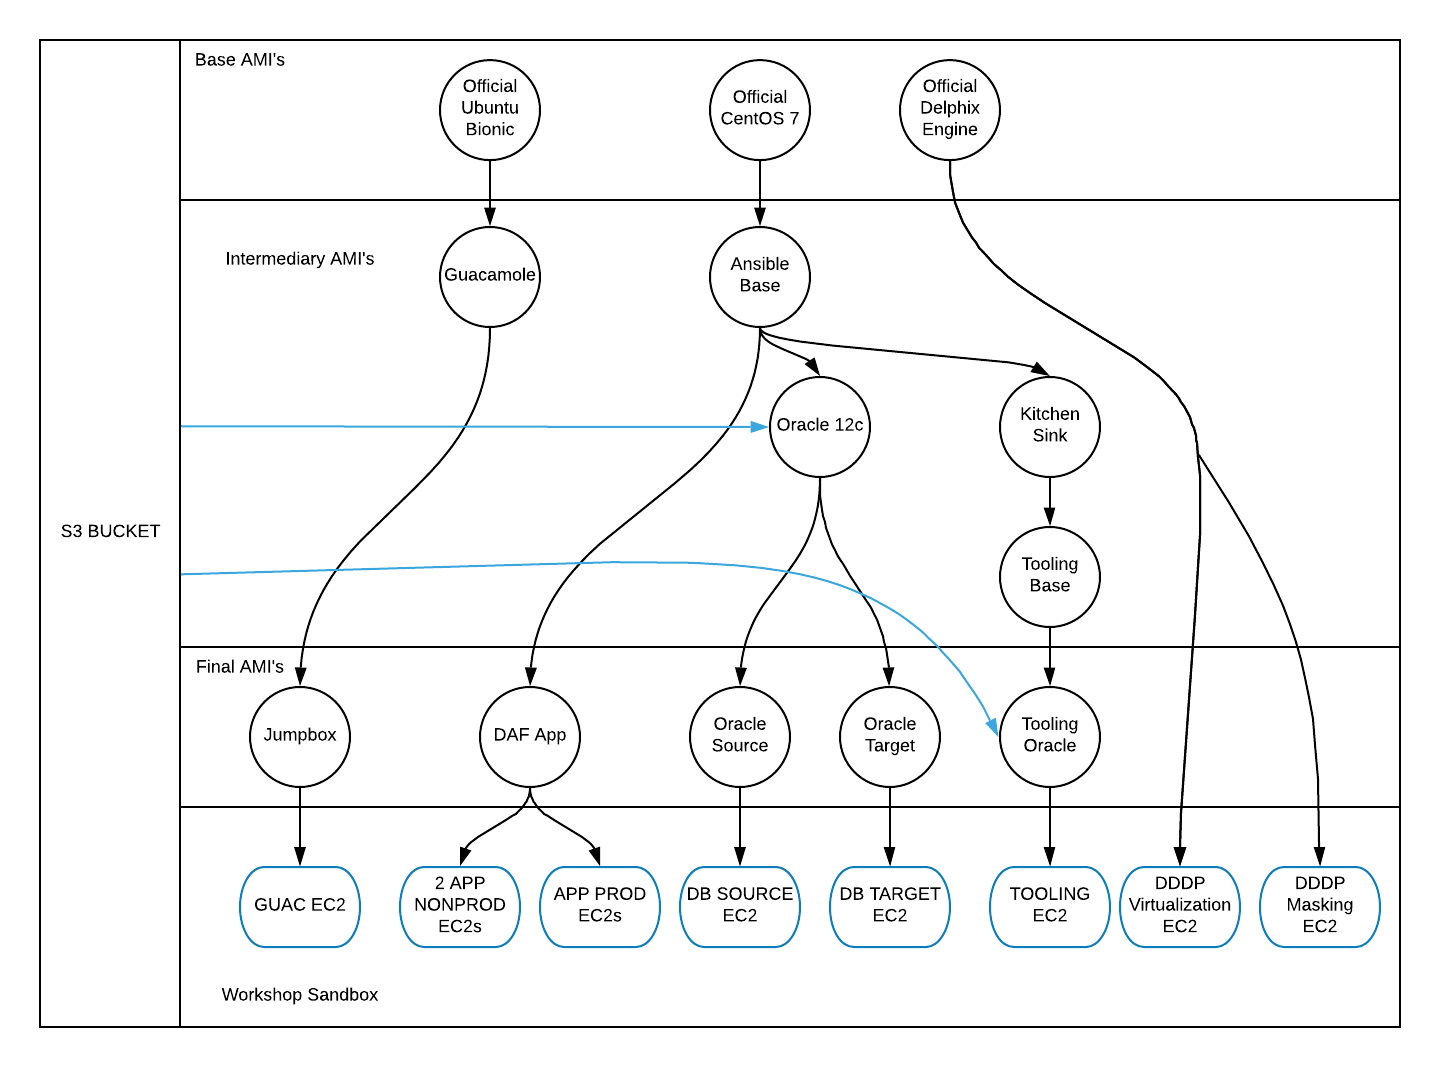 Base AMI's
Official
Ubuntu
Bionic
Official
CentOS 7
Official
Delphix
Engine
Intermediary AMI's
Guacamole
Ansible
Base
Oracle 12c
Kitchen
Sink
S3 BUCKET
Tooling
Base
Final AMI's
Jumpbox
DAF App
Oracle
Source
Oracle
Target
Tooling
Oracle
GUAC EC2
2 APP
NONPROD
EC2s
APP PROD
EC2s
DB SOURCE
EC2
DB TARGET
EC2
TOOLING
EC2
DDDP
Virtualization
EC2
DDDP
Masking
EC2
Workshop Sandbox